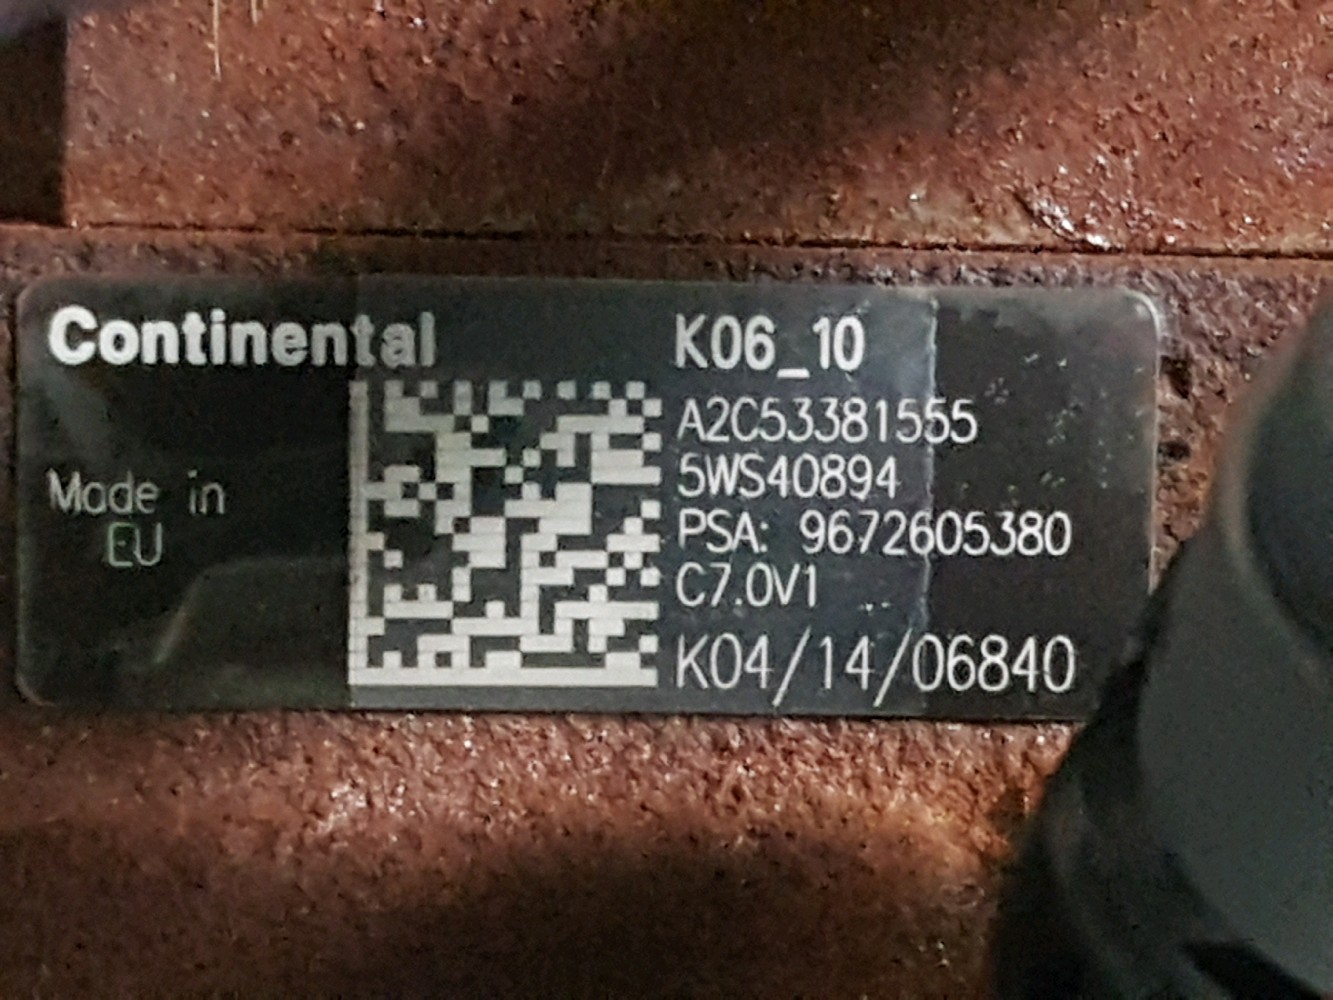 Continental
K06_10
A2C53381555
5WS40894
Made in
EU
PSA: 9672605380
C7.0V1
K04/14/06840